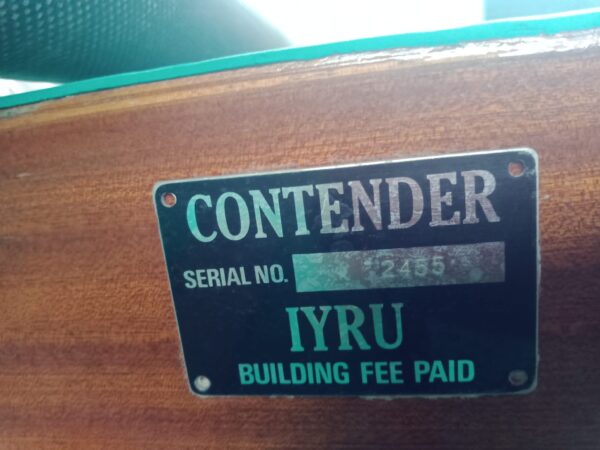 CONTENDER
SERIAL NO. 2455
IYRU
BUILDING FEE PAID